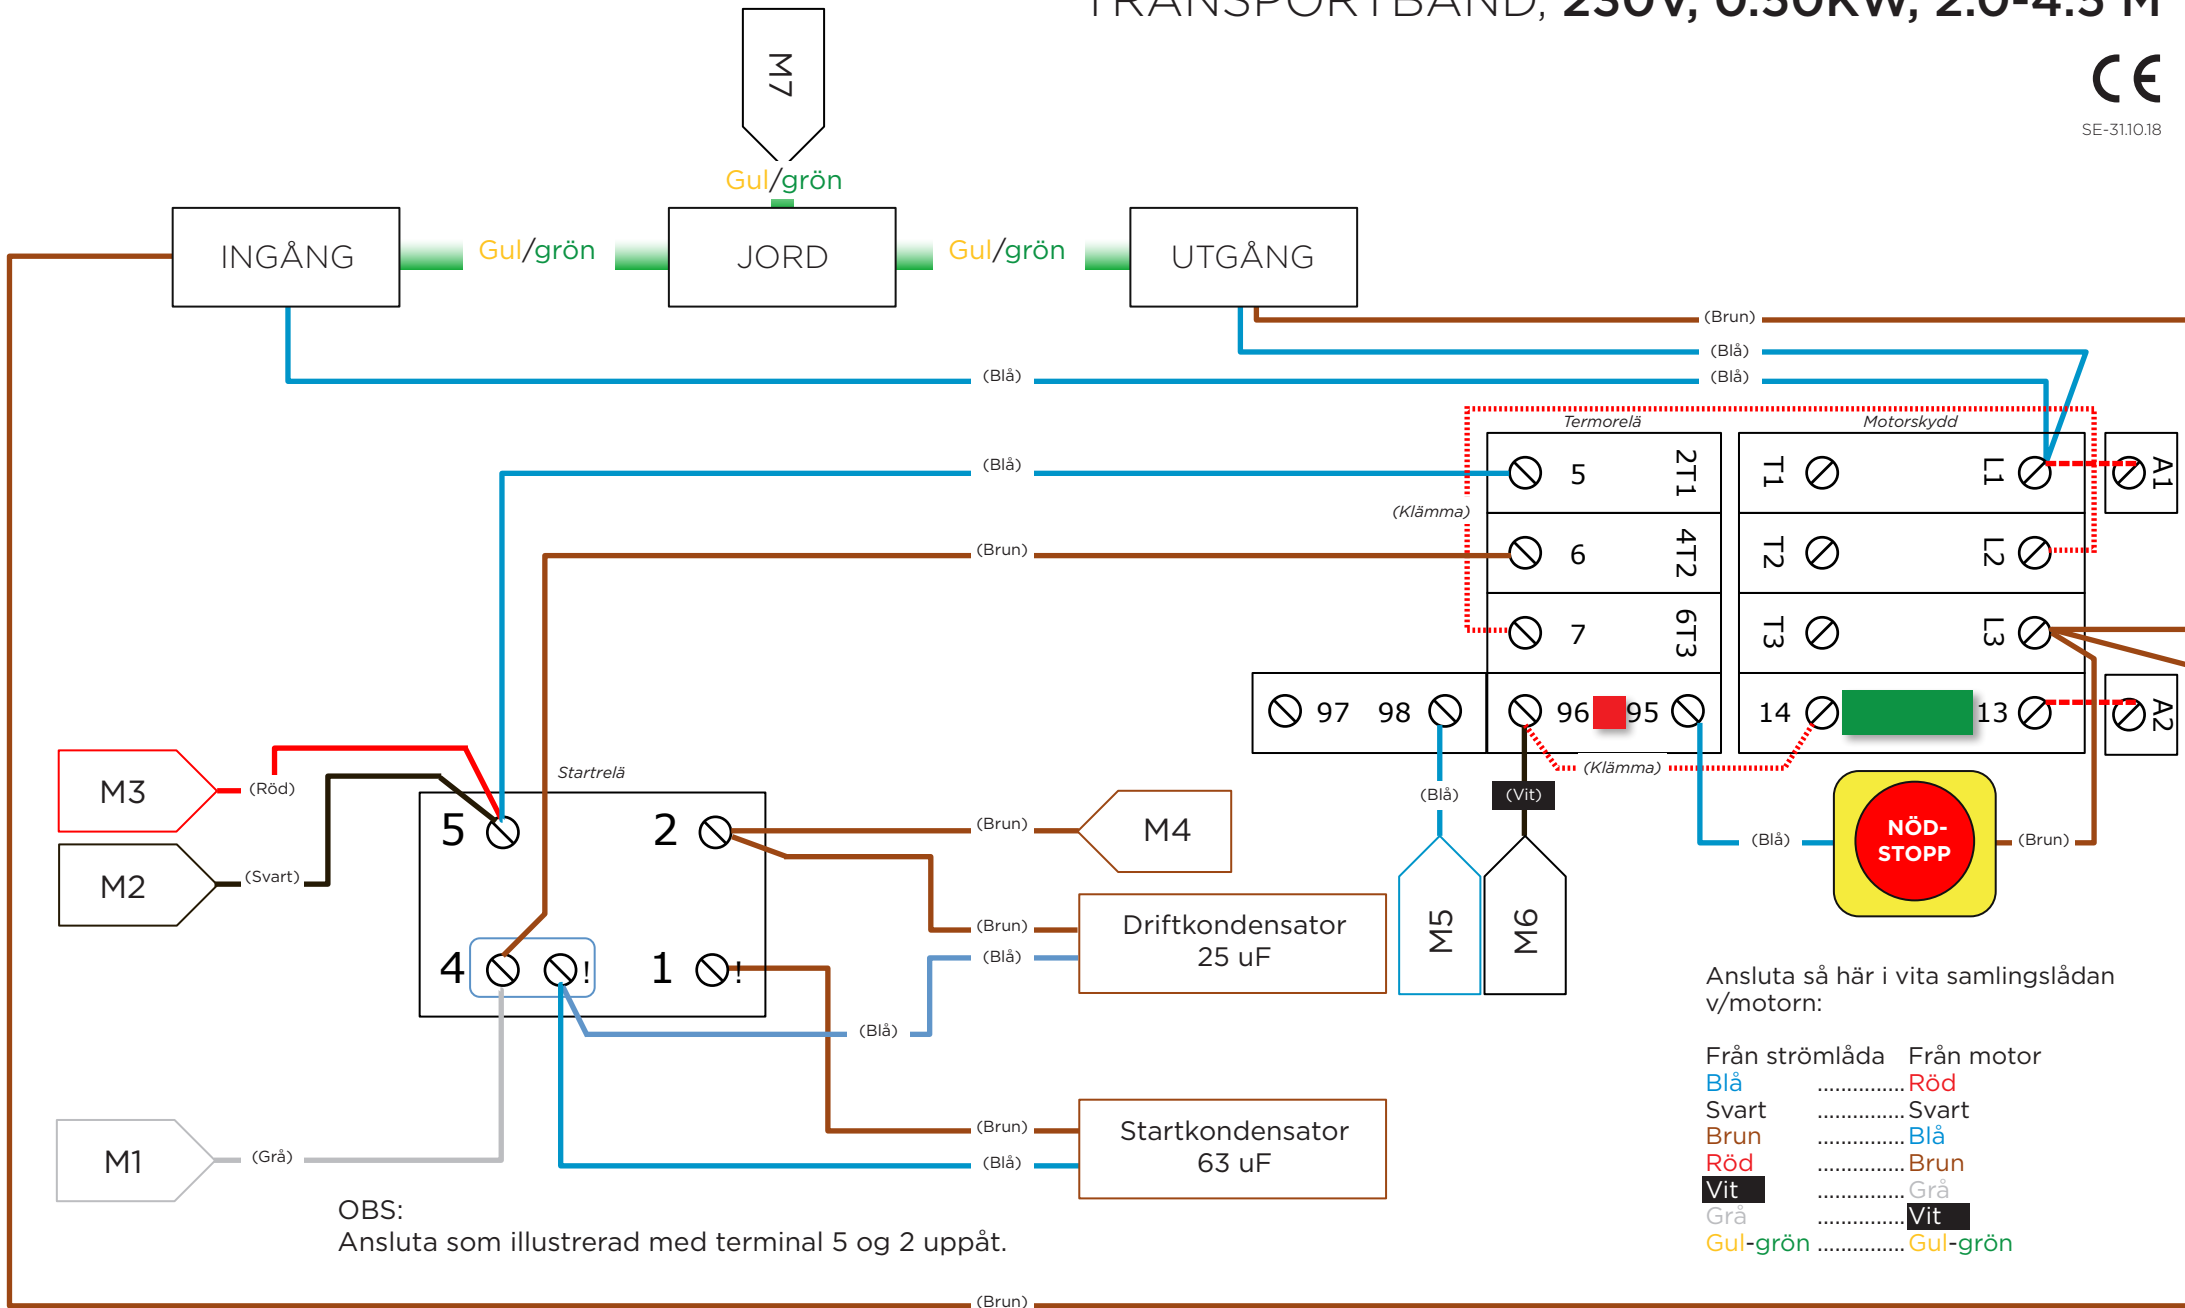 TRANSPORTBAND, 230V, 0.50KW, 2.0-4.5 M
CE
SE-31.10.18
M7
Gul/grön
INGÅNG
Gul/grön
JORD
Gul/grön
UTGÅNG
(Brun)
(Blå)
(Blå)
(Blå)
Termorelä
Motorskydd
(Blå)
5
2T1
T1
L1
A1
(Klämma)
(Brun)
6
4T2
T2
L2
7
6T3
T3
L3
97
98
96
95
14
13
A2
(Klämma)
M3
(Röd)
Startrelä
(Blå)
(Vit)
5
2
(Brun)
M4
(Blå)
NÖD-
STOPP
(Brun)
M2
(Svart)
(Brun)
Driftkondensator
25 uF
(Blå)
M5
M6
4
!
1
!
(Blå)
Ansluta så här i vita samlingslådan
v/motorn:
Från strömlåda Från motor
Blå ............... Röd
Svart ............... Svart
Brun ............... Blå
Röd ............... Brun
Vit ............... Grå
Grå ............... Vit
Gul-grön ............... Gul-grön
M1
(Grå)
(Brun)
Startkondensator
63 uF
(Blå)
OBS:
Ansluta som illustrerad med terminal 5 og 2 uppåt.
(Brun)